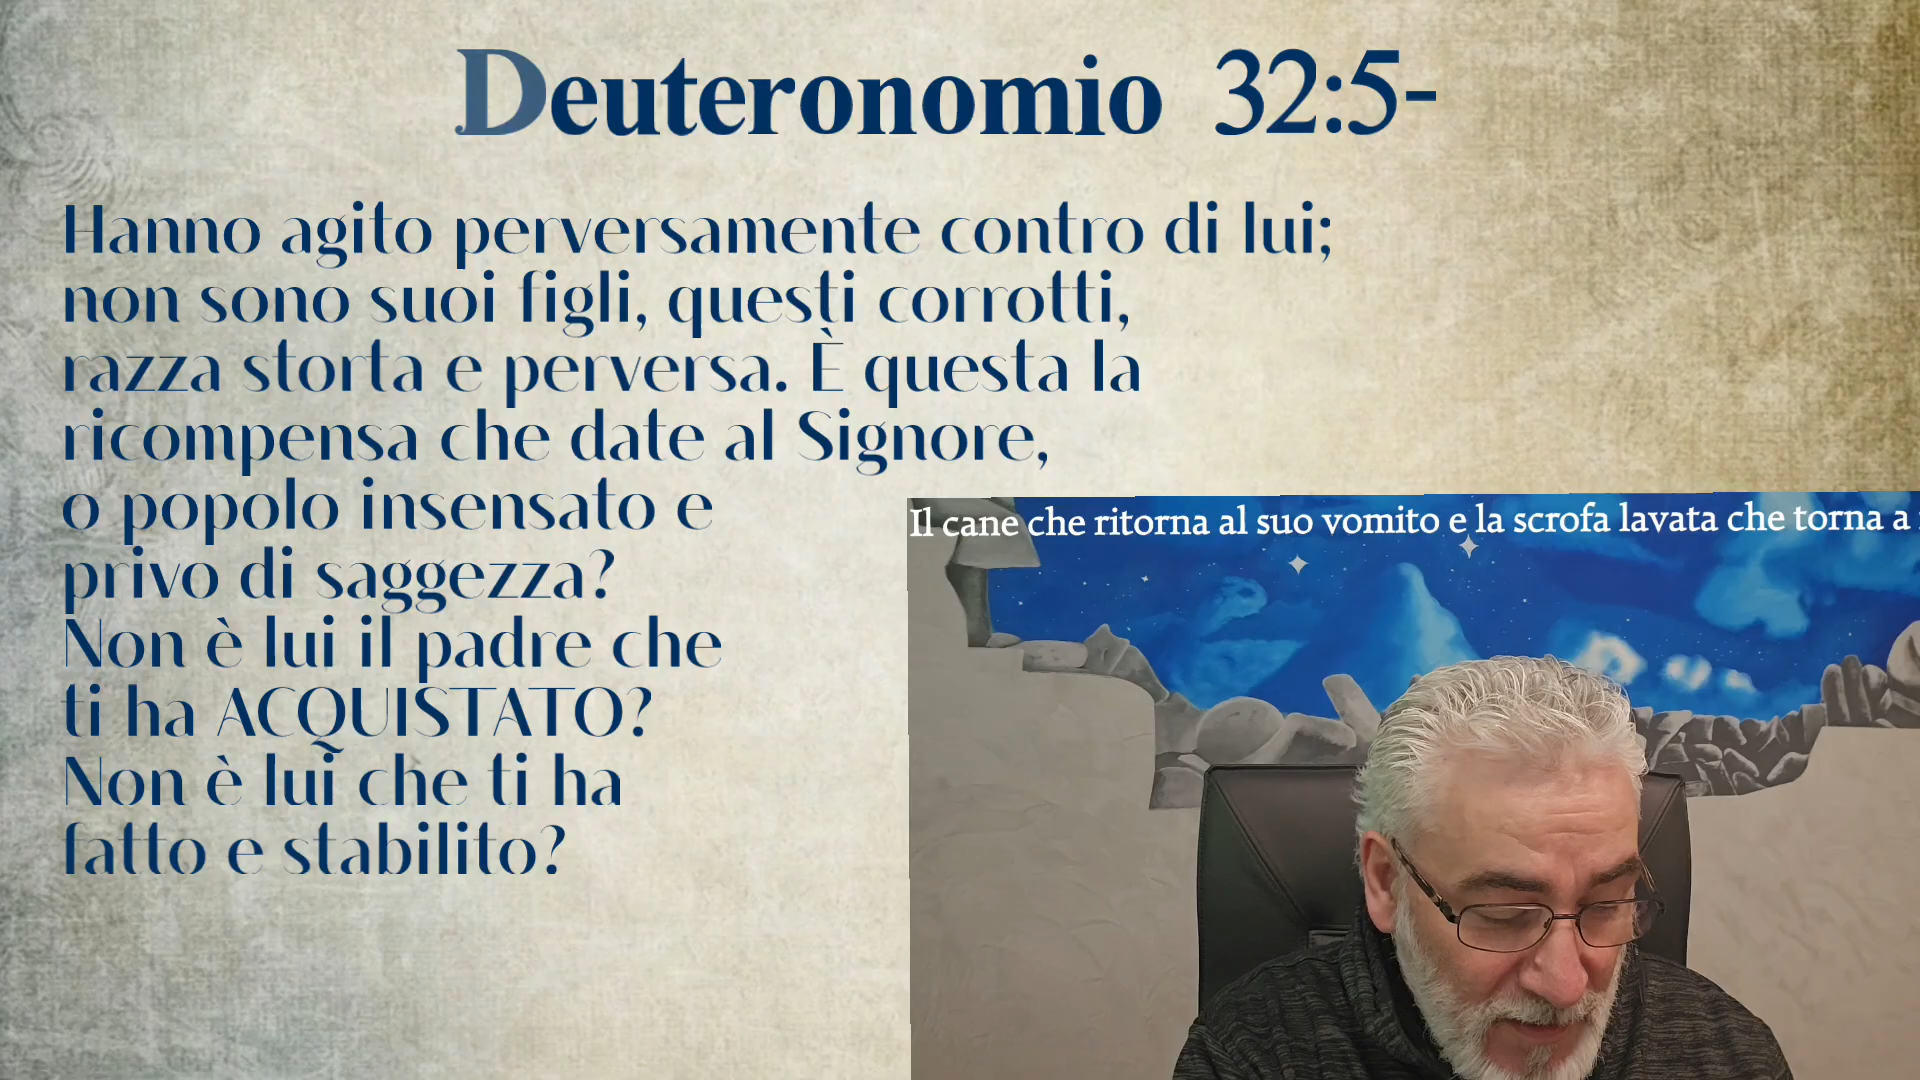 Deuteronomio 32:5-
Hanno agito perversamente contro di lui;
non sono suoi figli, questi corrotti,
razza storta e perversa. È questa la
ricompensa che date al Signore,
o popolo insensato e
privo di saggezza?
Non è lui il padre che
ti ha ACQUISTATO?
Non è lui che ti ha
fatto e stabilito?
Il cane che ritorna al suo vomito e la scrofa lavata che torna a